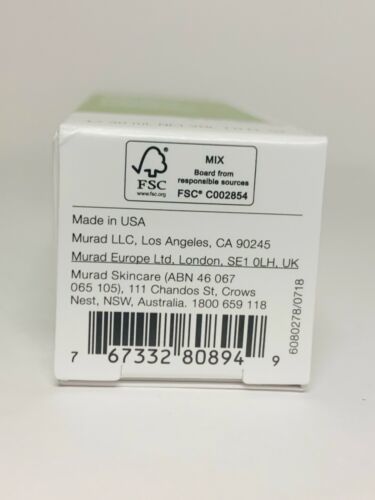 FSC
www.fsc.org
MIX
Board from
responsible sources
FSC® C002854
Made in USA
Murad LLC, Los Angeles, CA 90245
Murad Europe Ltd, London, SE1 0LH, UK
Murad Skincare (ABN 46 067
065 105), 111 Chandos St, Crows
Nest, NSW, Australia. 1800 659 118
6080278/0718
7 67332 80894 9